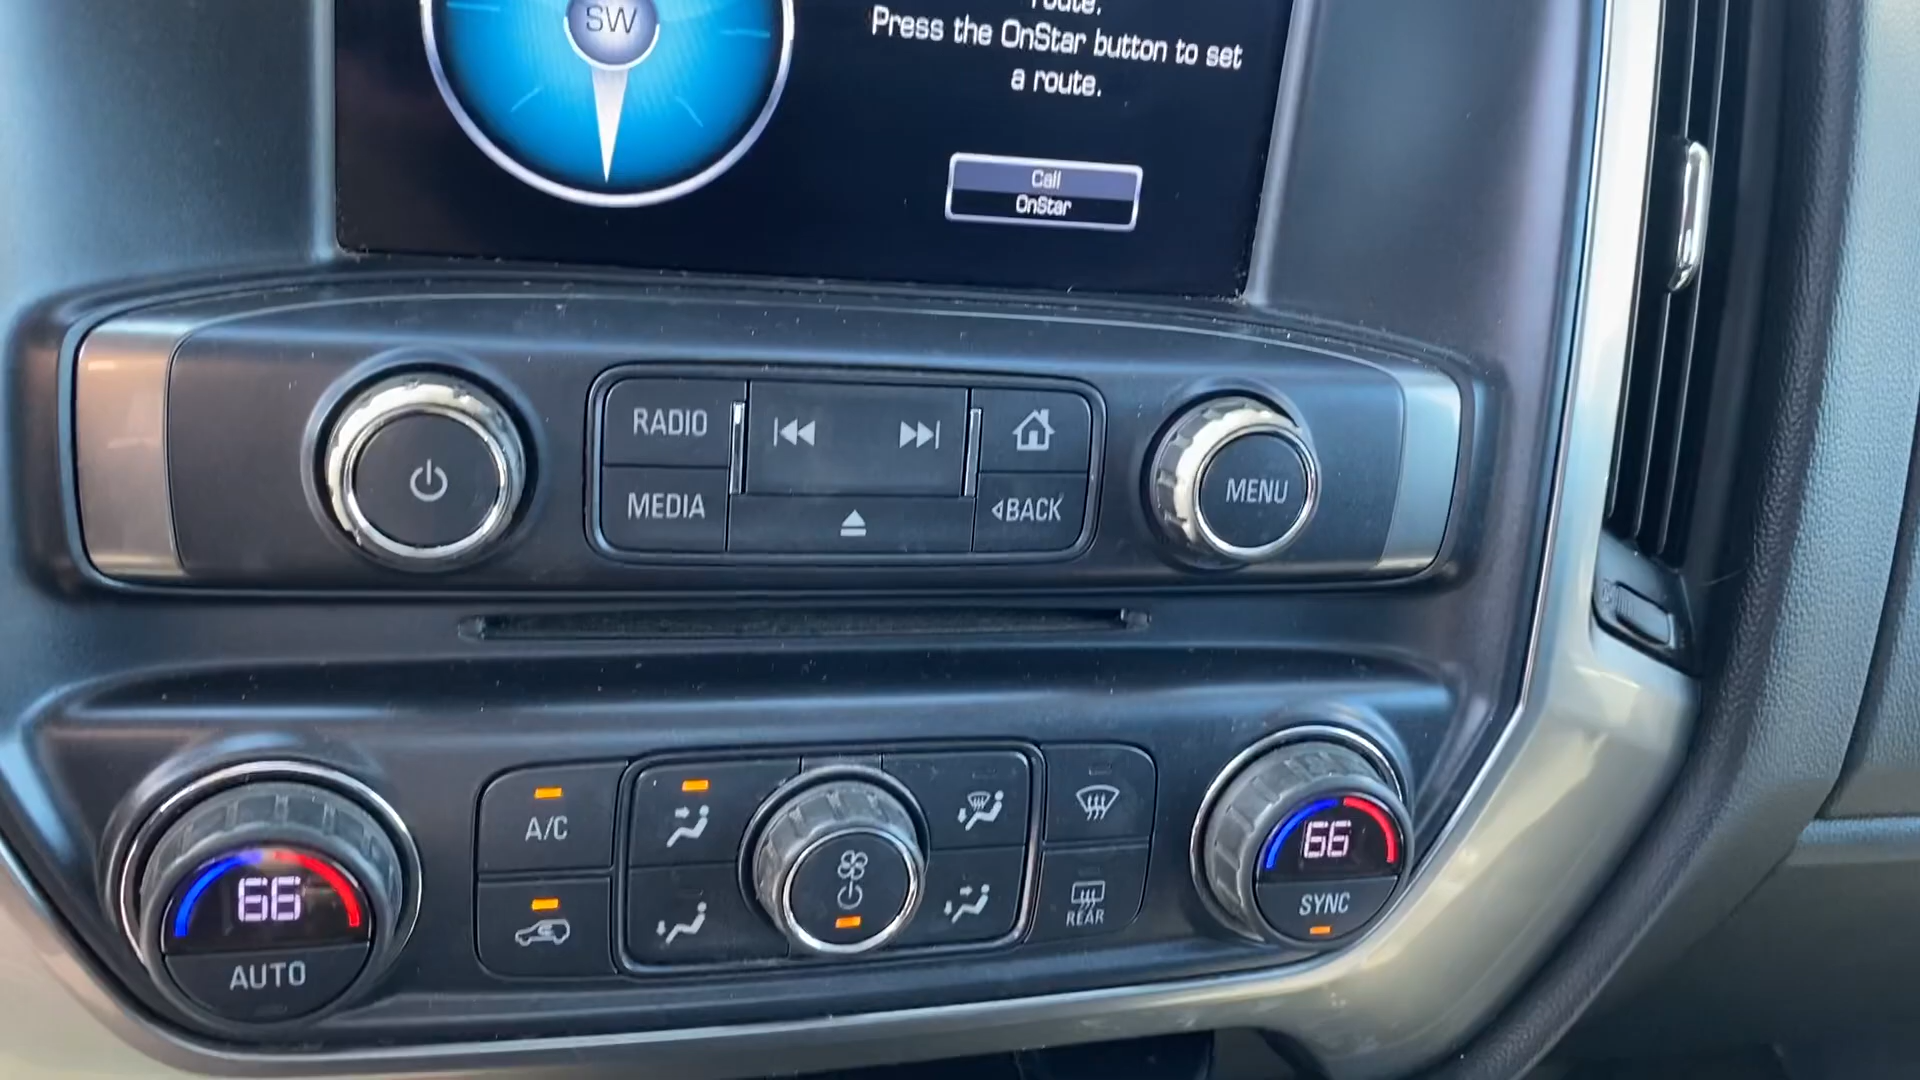 SW
route.
Press the OnStar button to set
a route.
Call
OnStar
RADIO
MEDIA
BACK
MENU
66
AUTO
A/C
REAR
66
SYNC